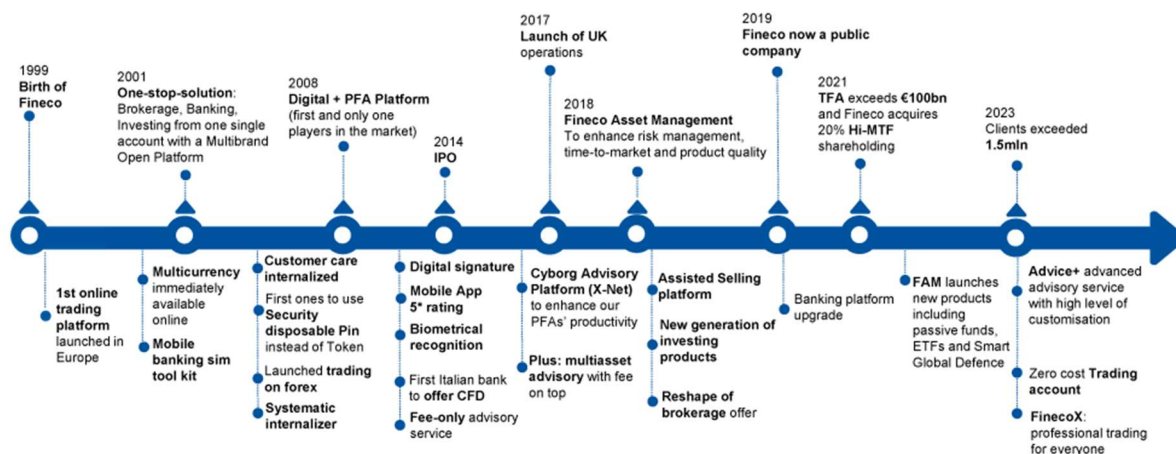 1999
Birth of
Fineco
2001
One-stop-solution:
Brokerage, Banking,
Investing from one single
account with a Multibrand
Open Platform
2008
Digital + PFA Platform
(first and only one
players in the market)
2014
IPO
2017
Launch of UK
operations
2018
Fineco Asset Management
To enhance risk management,
time-to-market and product quality
2019
Fineco now a public
company
2021
TFA exceeds €100bn
and Fineco acquires
20% Hi-MTF
shareholding
2023
Clients exceeded
1.5mln
1st online
trading
platform
launched in
Europe
Multicurrency
immediately
available
online
Mobile
banking sim
tool kit
Customer care
internalized
First ones to use
Security
disposable Pin
instead of Token
Launched trading
on forex
Systematic
internalizer
Digital signature
Mobile App
5* rating
Biometrical
recognition
First Italian bank
to offer CFD
Fee-only advisory
service
Cyborg Advisory
Platform (X-Net)
to enhance our
PFAs' productivity
Plus: multiasset
advisory with fee
on top
Assisted Selling
platform
New generation of
investing
products
Reshape of
brokerage offer
Banking platform
upgrade
FAM launches
new products
including
passive funds,
ETFs and Smart
Global Defence
Advice+ advanced
advisory service
with high level of
customisation
Zero cost Trading
account
FinecoX:
professional trading
for everyone